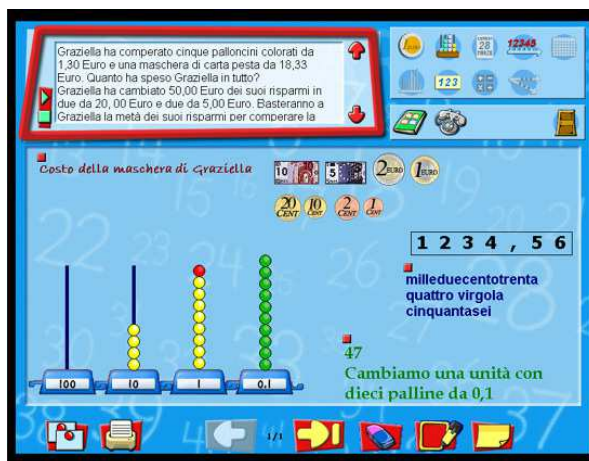 Graziella ha comperato cinque palloncini colorati da
1,30 Euro e una maschera di carta pesta da 18,33
Euro. Quanto ha speso Graziella in tutto?
Graziella ha cambiato 50,00 Euro dei suoi risparmi in
due da 20, 00 Euro e due da 5,00 Euro. Basteranno a
Graziella la metà dei suoi risparmi per comperare la
28
12345
123
Costo della maschera di Graziella
10
5
2 EURO
1 EURO
20 CENT
10 CENT
2 CENT
1 CENT
1 2 3 4 , 5 6
milleduecentotrenta
quattro virgola
cinquantasei
47
Cambiamo una unità con
dieci palline da 0,1
100
10
1
0,1
1/1